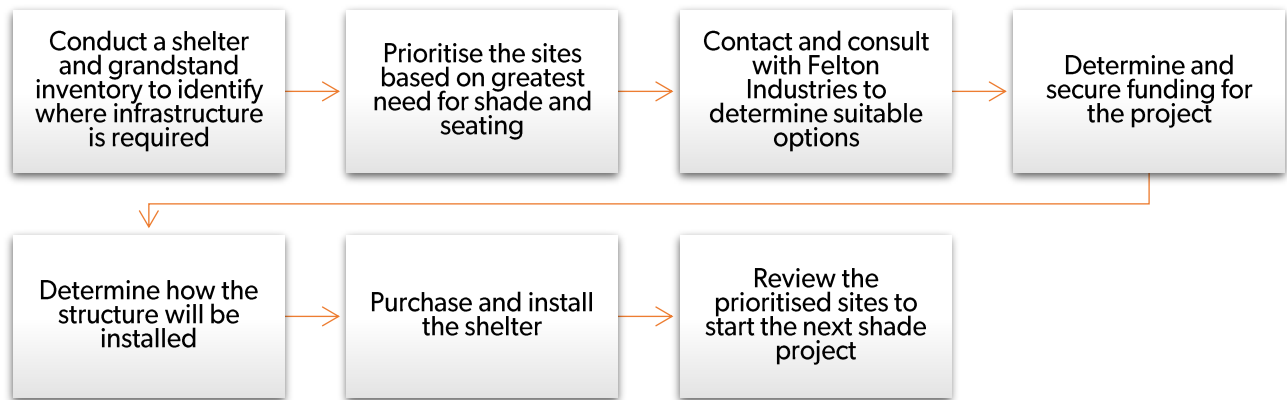 Conduct a shelter
and grandstand
inventory to identify
where infrastructure
is required
Prioritise the sites
based on greatest
need for shade and
seating
Contact and consult
with Felton
Industries to
determine suitable
options
Determine and
secure funding for
the project
Determine how the
structure will be
installed
Purchase and install
the shelter
Review the
prioritised sites to
start the next shade
project